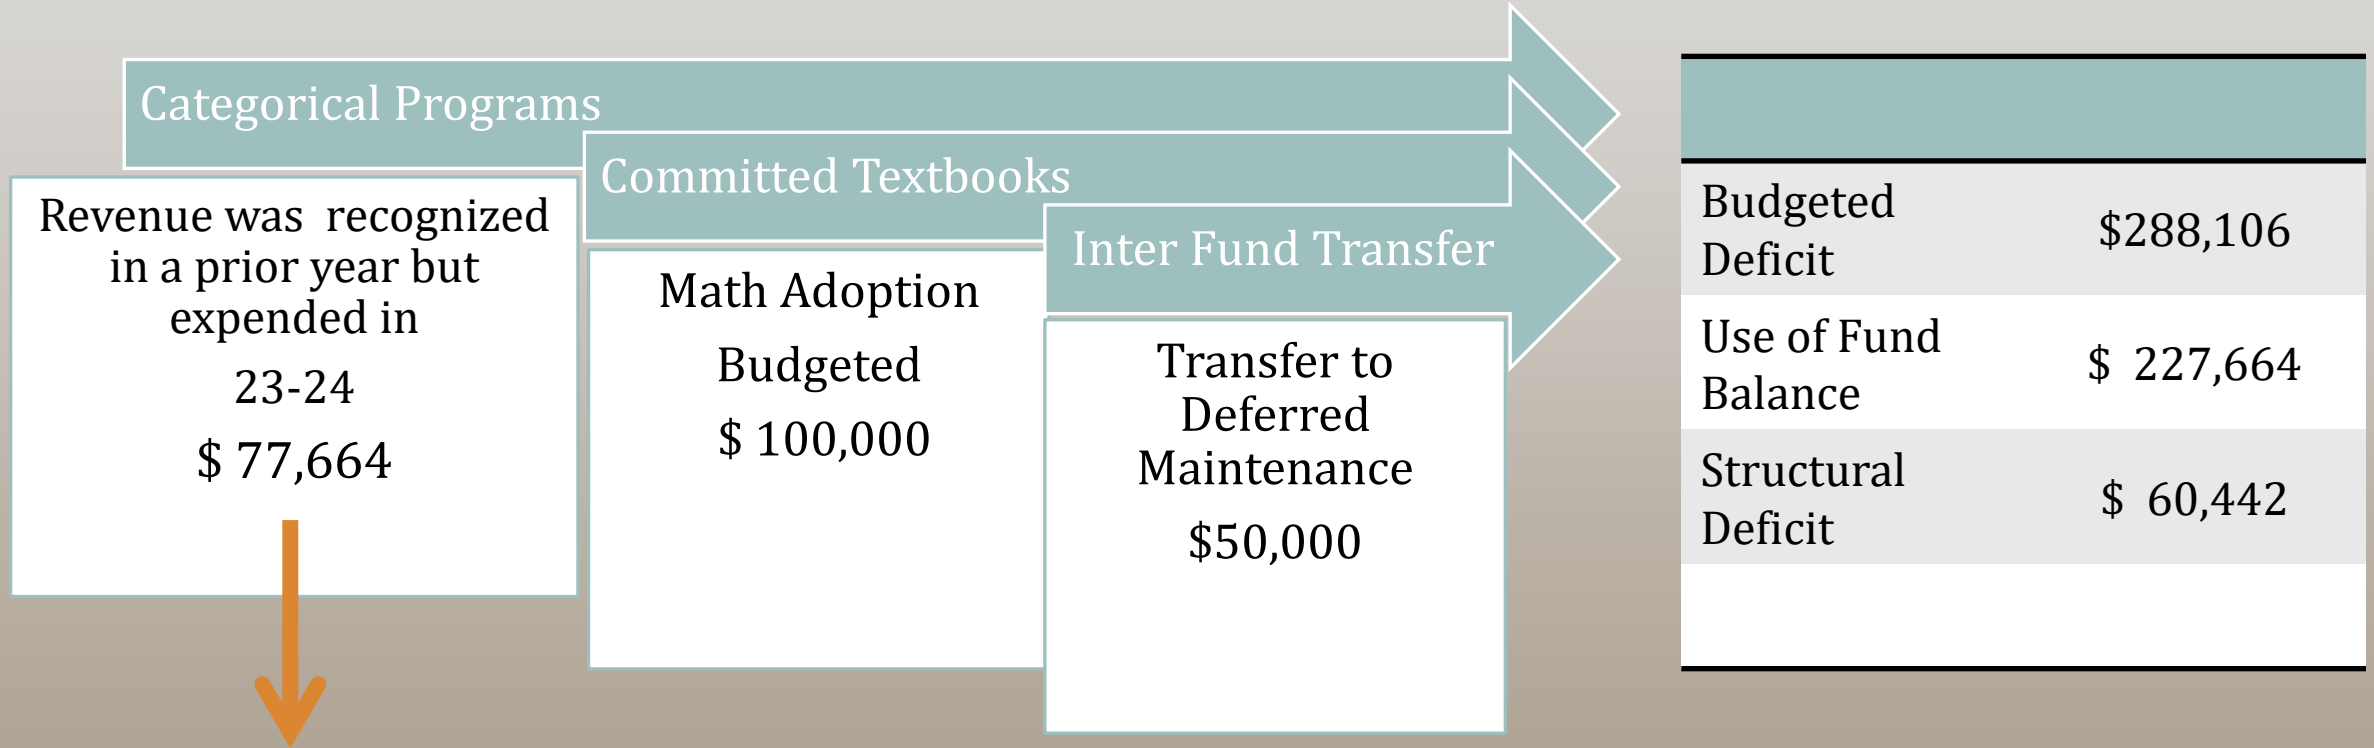 Categorical Programs
Revenue was recognized
in a prior year but
expended in
23-24
$ 77,664
Committed Textbooks
Math Adoption
Budgeted
$ 100,000
Inter Fund Transfer
Transfer to
Deferred
Maintenance
$50,000
Budgeted
Deficit
$288,106
Use of Fund
Balance
$ 227,664
Structural
Deficit
$ 60,442